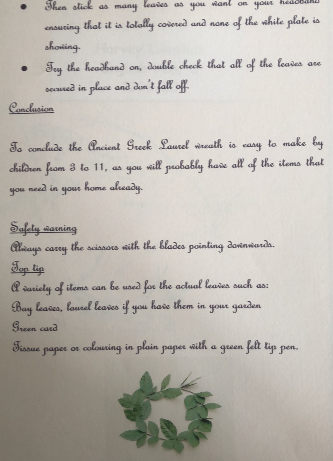 Then stick as many leaves as you want on your headband
ensuring that it is totally covered and none of the white plate is
showing.
Try the headband on, double check that all of the leaves are
secured in place and don't fall off.
Conclusion
To conclude the Ancient Greek Laurel wreath is easy to make by
children from 3 to 11, as you will probably have all of the items that
you need in your home already.
Safety warning
Always carry the scissors with the blades pointing downwards.
Top tip
A variety of items can be used for the actual leaves such as:
Bay leaves, laurel leaves if you have them in your garden
Green card
Tissue paper or colouring in plain paper with a green felt tip pen.